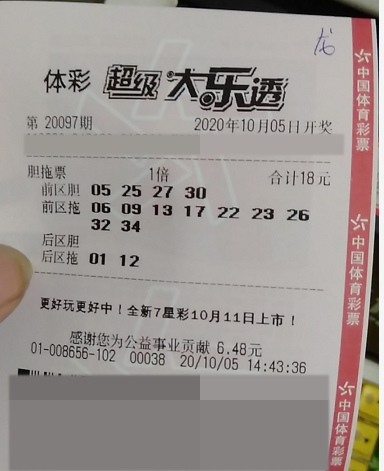 体彩 超级大乐透
第 20097期 2020年10月05日开奖
胆拖票 1倍 合计18元
前区胆 05 25 27 30
前区拖 06 09 13 17 22 23 26
32 34
后区胆
后区拖 01 12
更好玩更好中！全新7星彩10月11日上市！
感谢您为公益事业贡献 6.48元
01-008656-102 00038 20/10/05 14:43:36
中国体育彩票
中国体育彩票
中国体育彩票